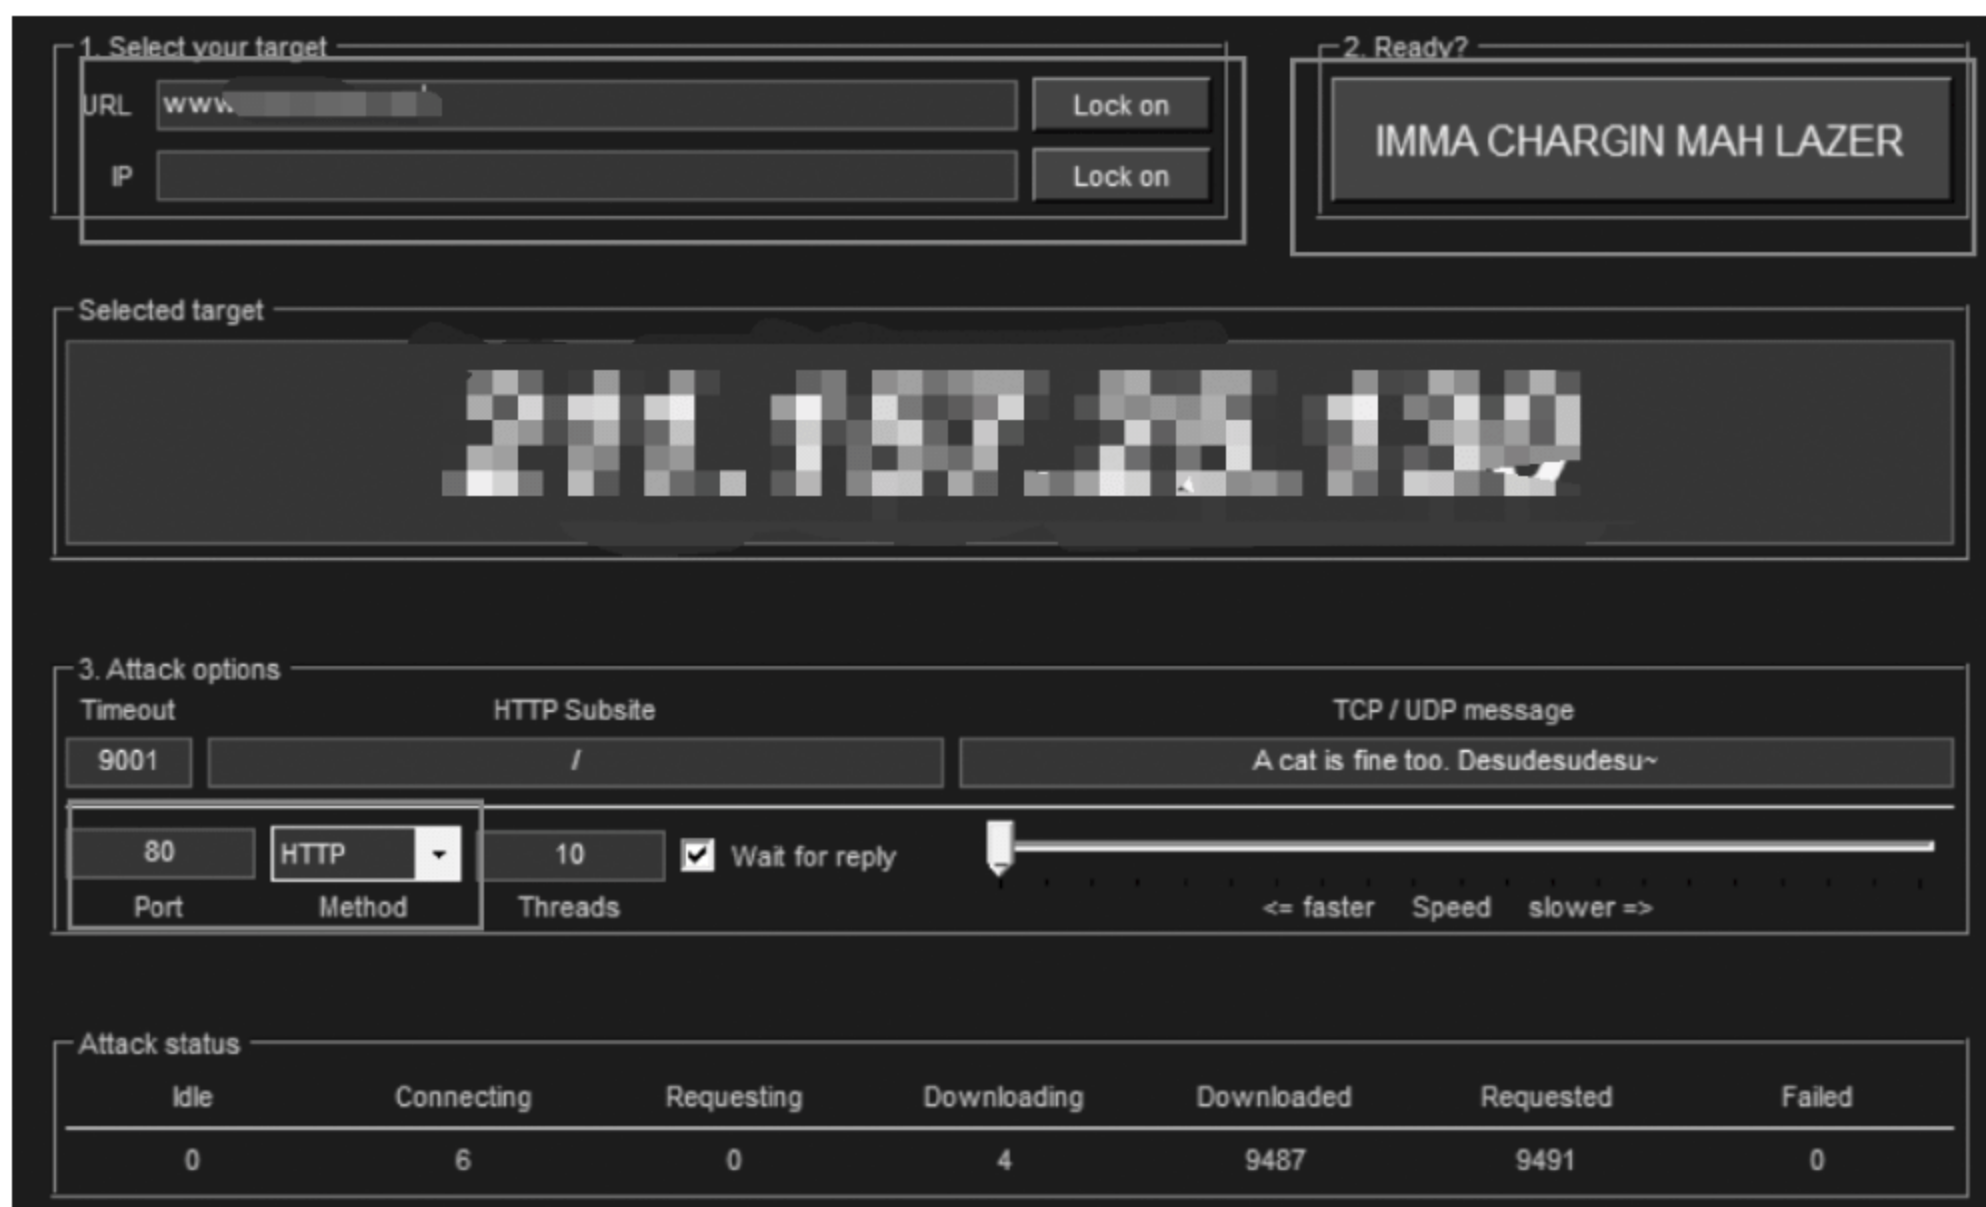 1. Select your target
2. Ready?
URL www
Lock on
IMMA CHARGIN MAH LAZER
IP
Lock on
Selected target
3. Attack options
Timeout HTTP Subsite TCP / UDP message
9001 / A cat is fine too. Desudesudesu~
80 HTTP 10 Wait for reply
Port Method Threads <= faster Speed slower =>
Attack status
Idle Connecting Requesting Downloading Downloaded Requested Failed
0 6 0 4 9487 9491 0